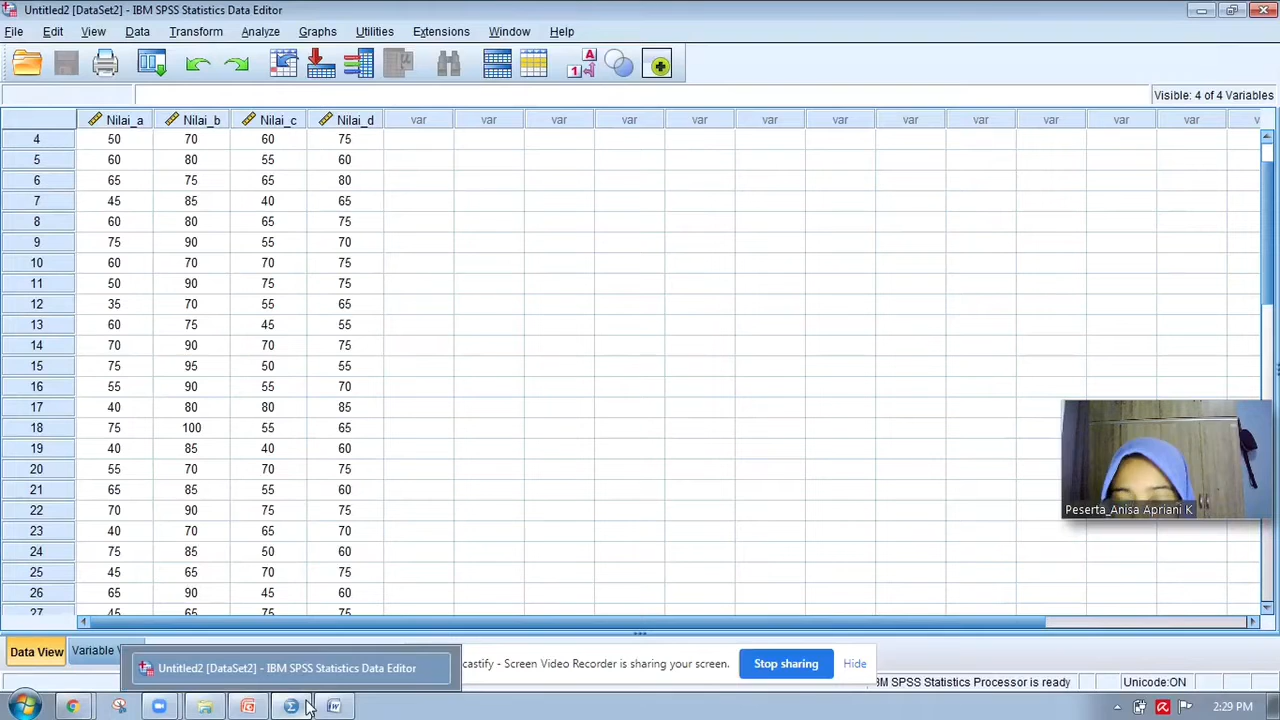 Untitled2 [DataSet2] - IBM SPSS Statistics Data Editor
File Edit View Data Transform Analyze Graphs Utilities Extensions Window Help
Visible: 4 of 4 Variables
Nilai_a Nilai_b Nilai_c Nilai_d var var var var var var var var var var var var
4 50 70 60 75
5 60 80 55 60
6 65 75 65 80
7 45 85 40 65
8 60 80 65 75
9 75 90 55 70
10 60 70 70 75
11 50 90 75 75
12 35 70 55 65
13 60 75 45 55
14 70 90 70 75
15 75 95 50 55
16 55 90 55 70
17 40 80 80 85
18 75 100 55 65
19 40 85 40 60
20 55 70 70 75
21 65 85 55 60
22 70 90 75 75
23 40 70 65 70
24 75 85 50 60
25 45 65 70 75
26 65 90 45 60
27 45 65 75 75
Peserta_Anisa Apriani K
Data View Variable V
Untitled2 [DataSet2] - IBM SPSS Statistics Data Editor
castify - Screen Video Recorder is sharing your screen. Stop sharing Hide
BM SPSS Statistics Processor is ready Unicode:ON
2:29 PM